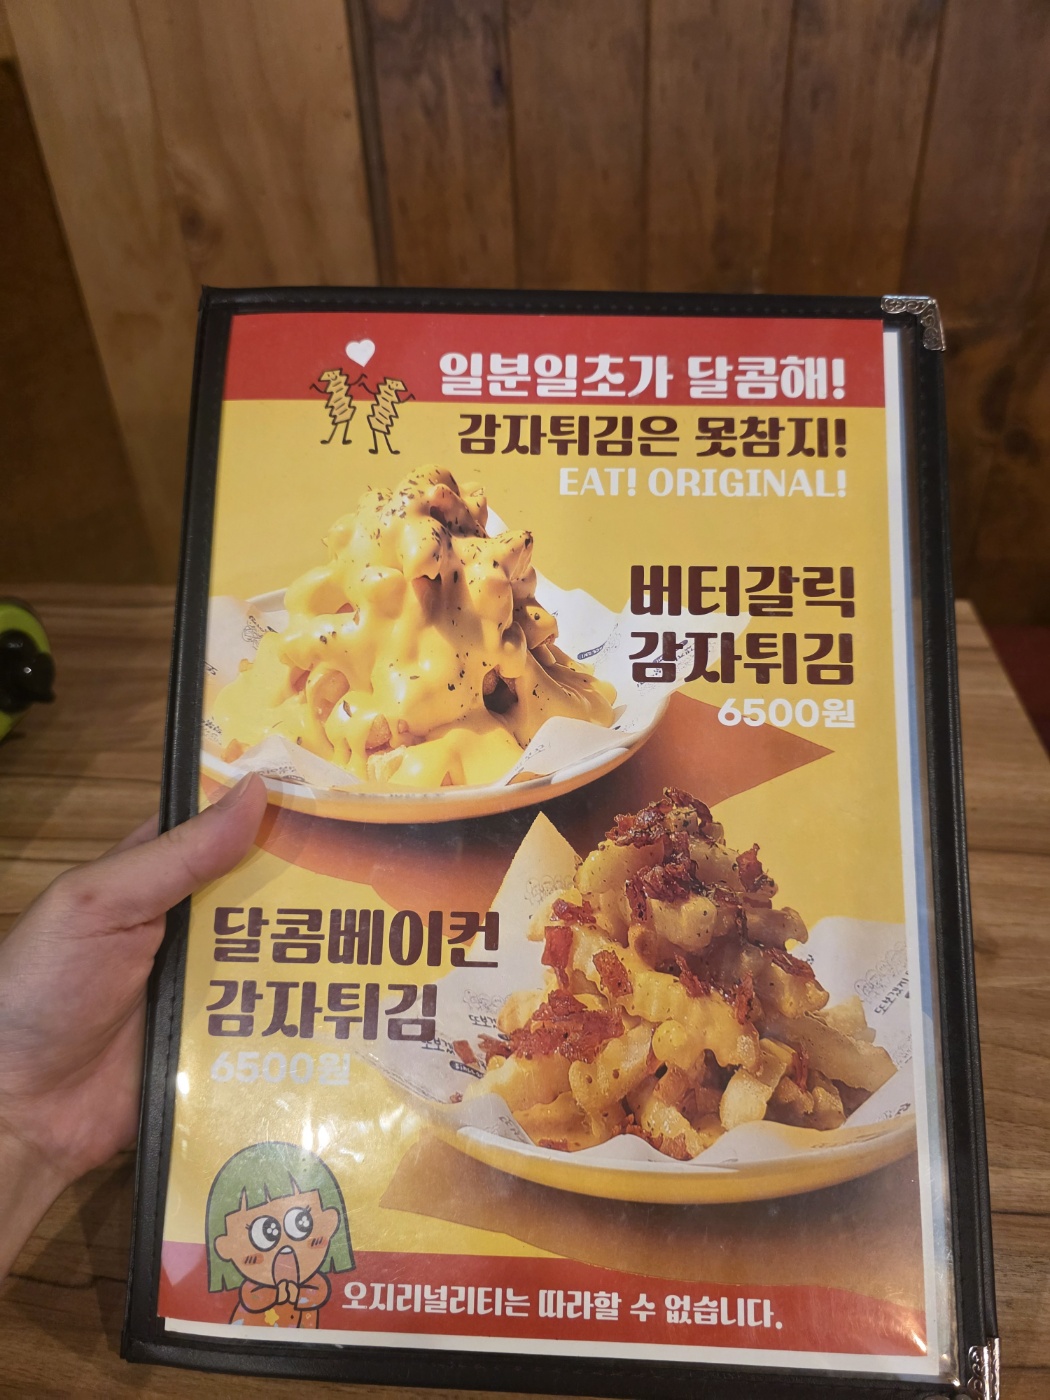 일분일초가 달콤해!
감자튀김은 못참지!
EAT! ORIGINAL!
버터갈릭
감자튀김
6500원
달콤베이컨
감자튀김
6500원
오지리널리티는 따라할 수 없습니다.